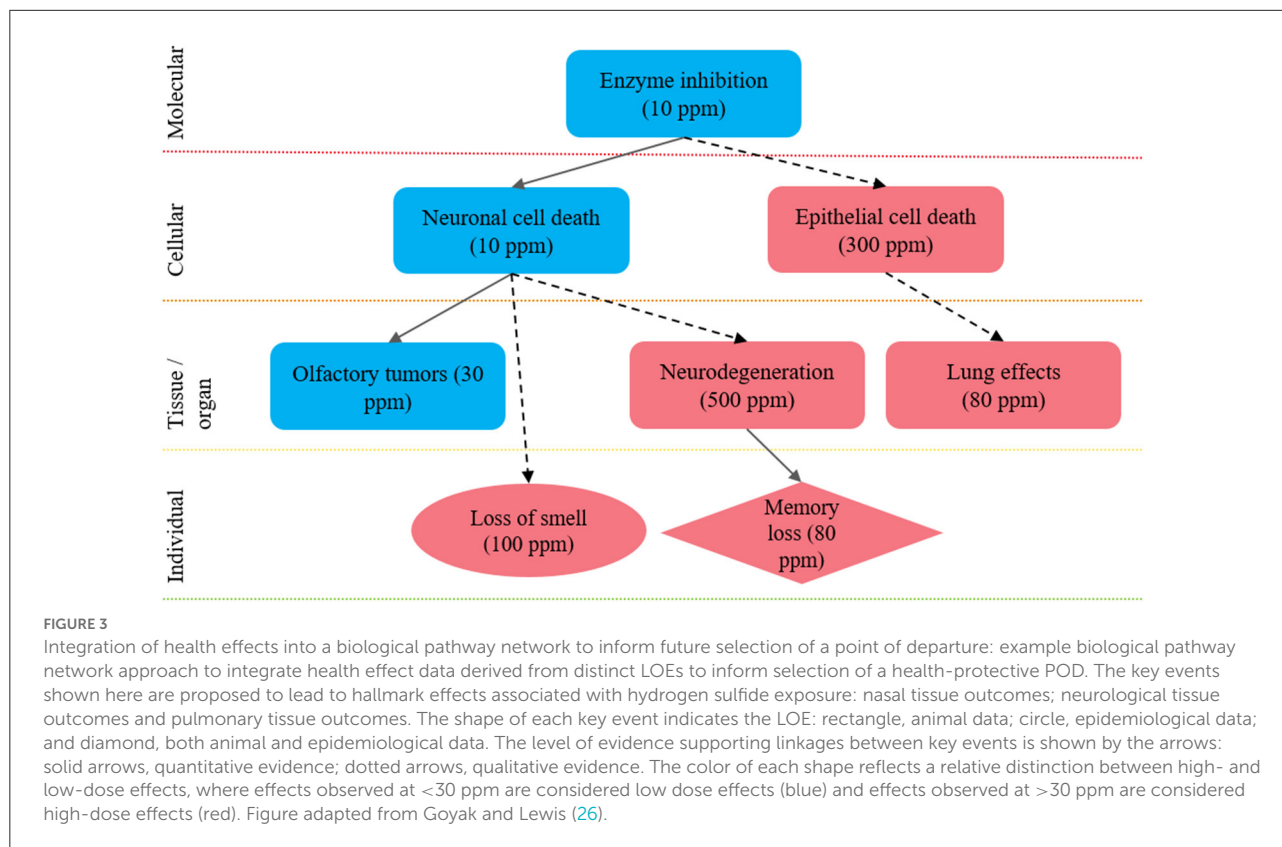 Molecular
Enzyme inhibition
(10 ppm)
Cellular
Neuronal cell death
(10 ppm)
Epithelial cell death
(300 ppm)
Tissue /
organ
Olfactory tumors (30
ppm)
Neurodegeneration
(500 ppm)
Lung effects
(80 ppm)
Individual
Loss of smell
(100 ppm)
Memory
loss (80
ppm)
FIGURE 3
Integration of health effects into a biological pathway network to inform future selection of a point of departure: example biological pathway
network approach to integrate health effect data derived from distinct LOEs to inform selection of a health-protective POD. The key events
shown here are proposed to lead to hallmark effects associated with hydrogen sulfide exposure: nasal tissue outcomes; neurological tissue
outcomes and pulmonary tissue outcomes. The shape of each key event indicates the LOE: rectangle, animal data; circle, epidemiological data;
and diamond, both animal and epidemiological data. The level of evidence supporting linkages between key events is shown by the arrows:
solid arrows, quantitative evidence; dotted arrows, qualitative evidence. The color of each shape reflects a relative distinction between high- and
low-dose effects, where effects observed at <30 ppm are considered low dose effects (blue) and effects observed at >30 ppm are considered
high-dose effects (red). Figure adapted from Goyak and Lewis (26).